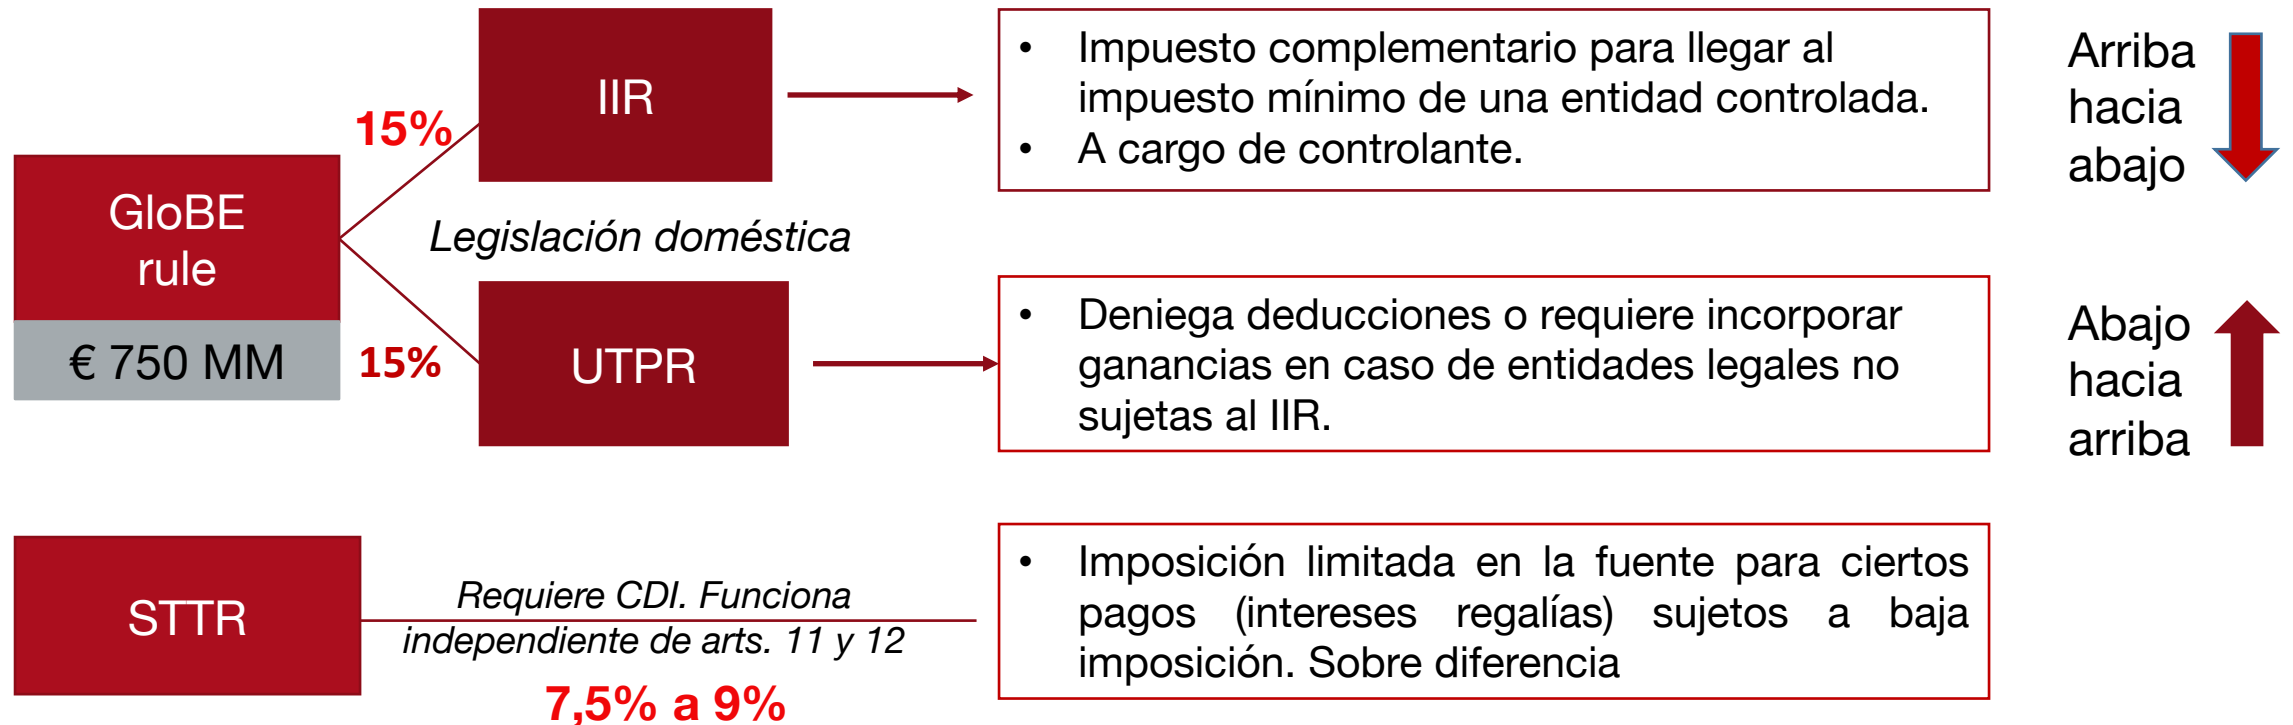 GloBE
rule
€ 750 MM
15%
IIR
• Impuesto complementario para llegar al
impuesto mínimo de una entidad controlada.
• A cargo de controlante.
Arriba
hacia
abajo
Legislación doméstica
15%
UTPR
• Deniega deducciones o requiere incorporar
ganancias en caso de entidades legales no
sujetas al IIR.
Abajo
hacia
arriba
STTR
Requiere CDI. Funciona
independiente de arts. 11 y 12
7,5% a 9%
• Imposición limitada en la fuente para ciertos
pagos (intereses regalías) sujetos a baja
imposición. Sobre diferencia